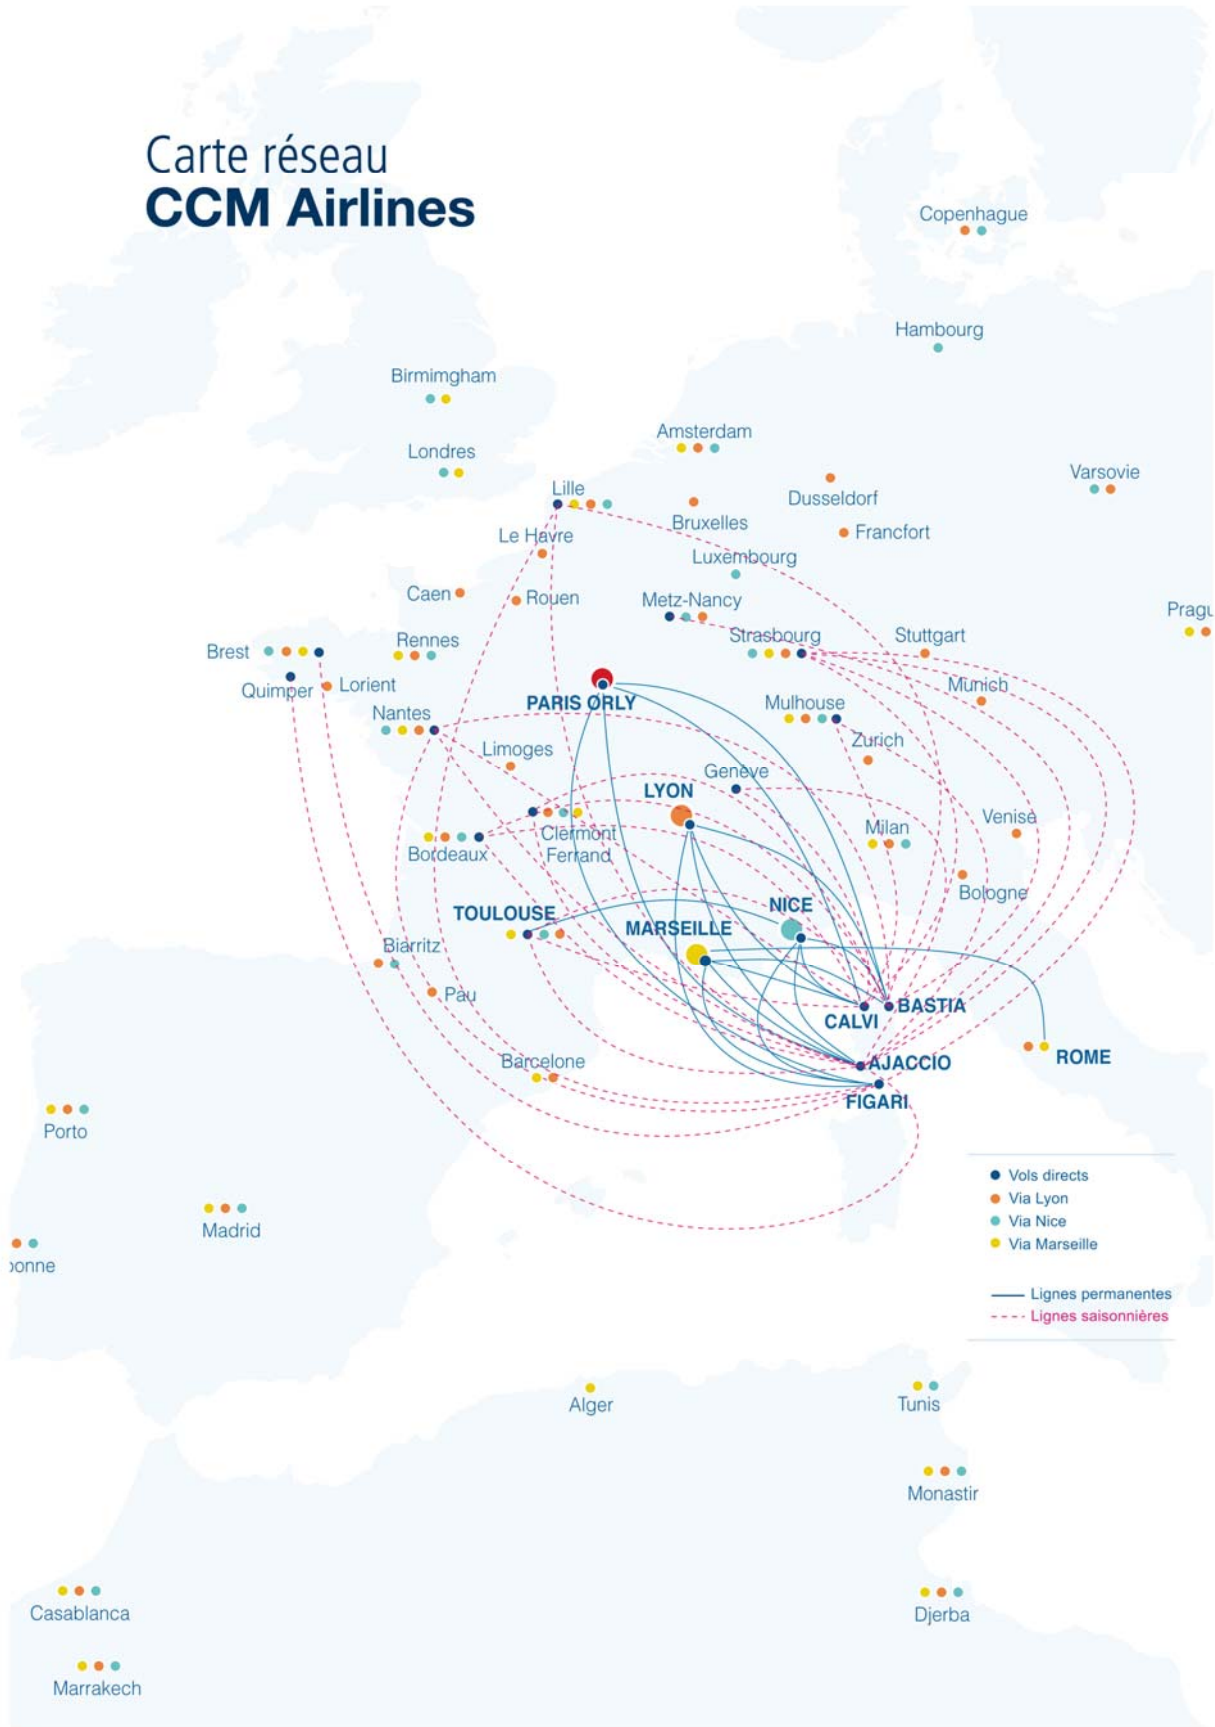 Carte réseau
CCM Airlines
Copenhague
Hambourg
Birmimgham
Amsterdam
Londres
Varsovie
Lille
Dusseldorf
Bruxelles
Le Havre
Francfort
Luxembourg
Caen
Rouen
Metz-Nancy
Pragu
Rennes
Strasbourg
Stuttgart
Brest
Quimper
Lorient
Munich
PARIS ORLY
Mulhouse
Nantes
Zurich
Limoges
Genève
LYON
Venise
Milan
Clermont
Ferrand
Bordeaux
Bologne
NICE
TOULOUSE
MARSEILLE
Biarritz
Pau
BASTIA
CALVI
ROME
Barcelone
AJACCIO
FIGARI
Porto
Madrid
bonne
Vols directs
Via Lyon
Via Nice
Via Marseille
Lignes permanentes
Lignes saisonnières
Alger
Tunis
Monastir
Casablanca
Djerba
Marrakech